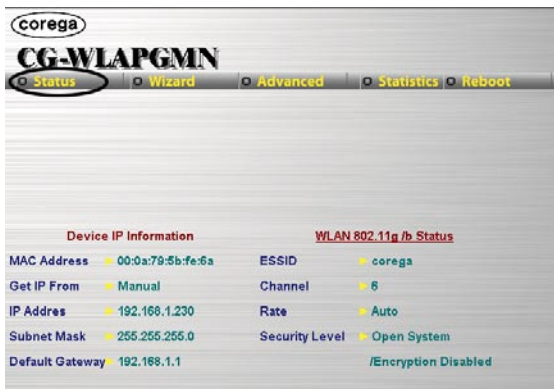 corega
CG-WLAPGMN
Status Wizard Advanced Statistics Reboot
Device IP Information
MAC Address 00:0a:79:5b:fe:6a
Get IP From Manual
IP Addres 192.168.1.230
Subnet Mask 255.255.255.0
Default Gateway 192.168.1.1
WLAN 802.11g /b Status
ESSID corega
Channel 6
Rate Auto
Security Level Open System
/Encryption Disabled